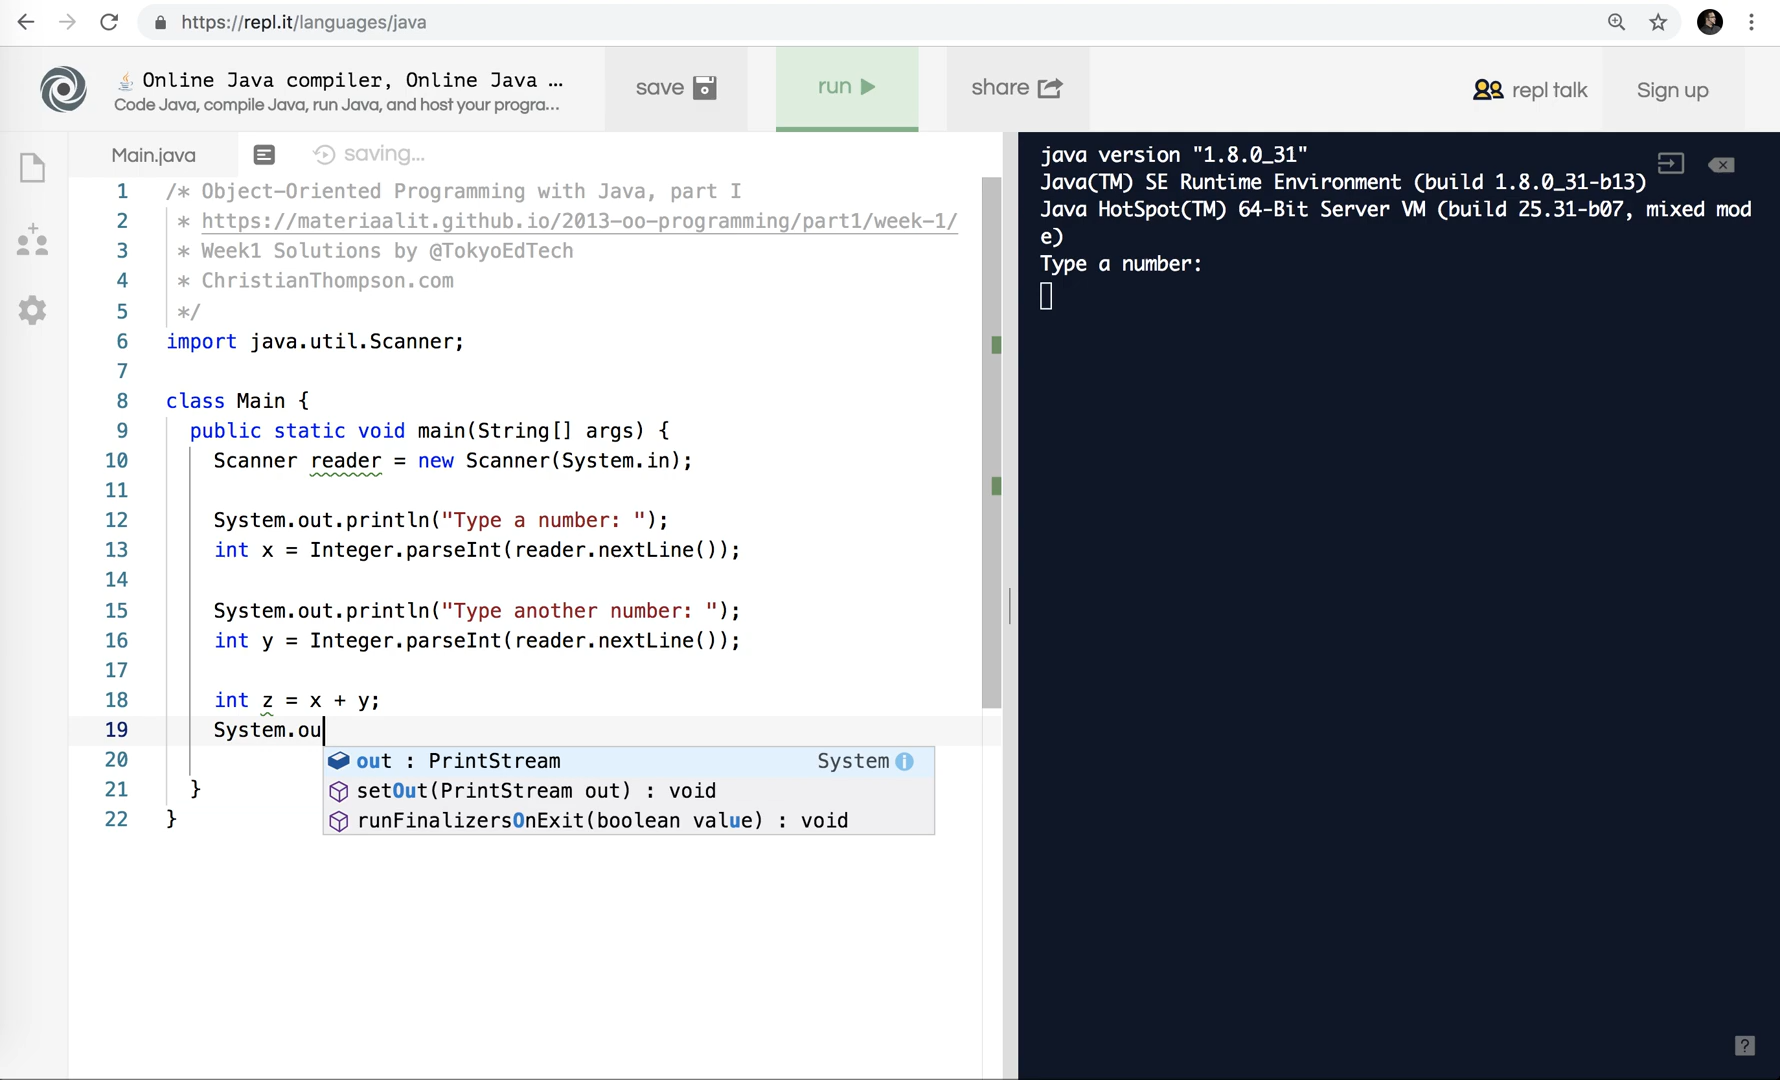 https://repl.it/languages/java
Online Java compiler, Online Java ...
Code Java, compile Java, run Java, and host your progra...
save
run
share
repl talk
Sign up
Main.java
saving...
1 /* Object-Oriented Programming with Java, part I
2 * https://materiaalit.github.io/2013-oo-programming/part1/week-1/
3 * Week1 Solutions by @TokyoEdTech
4 * ChristianThompson.com
5 */
6 import java.util.Scanner;
7
8 class Main {
9 public static void main(String[] args) {
10 Scanner reader = new Scanner(System.in);
11
12 System.out.println("Type a number: ");
13 int x = Integer.parseInt(reader.nextLine());
14
15 System.out.println("Type another number: ");
16 int y = Integer.parseInt(reader.nextLine());
17
18 int z = x + y;
19 System.ou
20
out : PrintStream System
setOut(PrintStream out) : void
runFinalizersOnExit(boolean value) : void
21 }
22 }
java version "1.8.0_31"
Java(TM) SE Runtime Environment (build 1.8.0_31-b13)
Java HotSpot(TM) 64-Bit Server VM (build 25.31-b07, mixed mod
e)
Type a number:
?